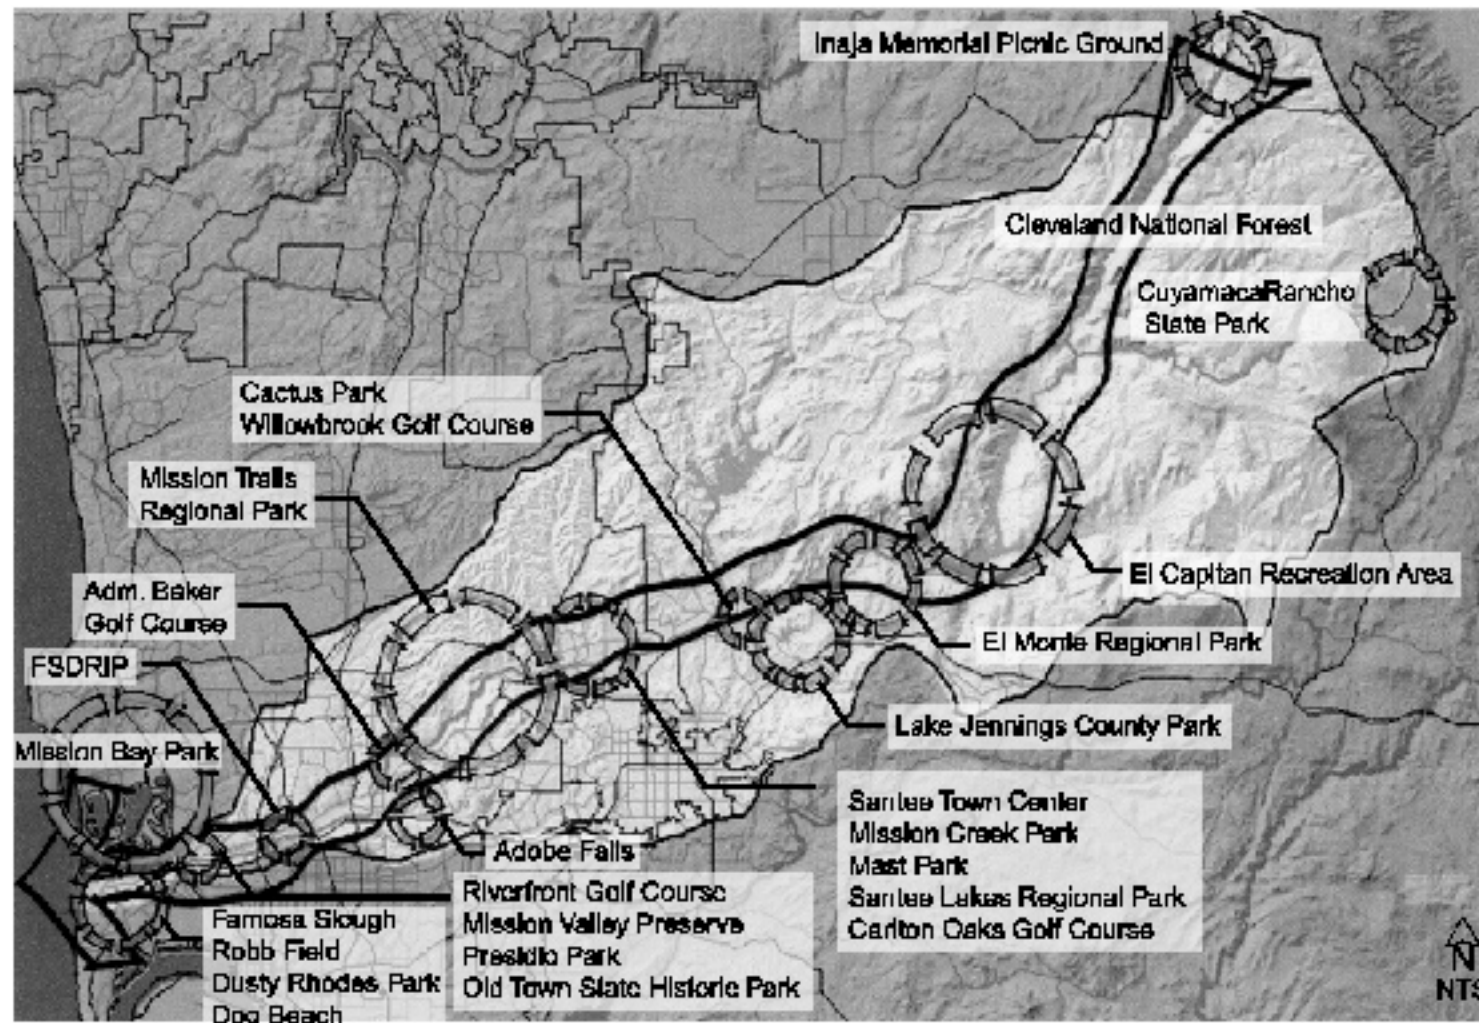 Inaja Memorial Picnic Ground
Cleveland National Forest
CuyamacaRancho
State Park
Cactus Park
Willowbrook Golf Course
Mission Trails
Regional Park
Adm. Baker
Golf Course
FSDRIP
Mission Bay Park
El Capitan Recreation Area
El Monte Regional Park
Lake Jennings County Park
Santee Town Center
Mission Creek Park
Mast Park
Santee Lakes Regional Park
Carlton Oaks Golf Course
Adobe Falls
Riverfront Golf Course
Mission Valley Preserve
Presidio Park
Old Town State Historic Park
Famosa Slough
Robb Field
Dusty Rhodes Park
Dog Beach
N
NTS